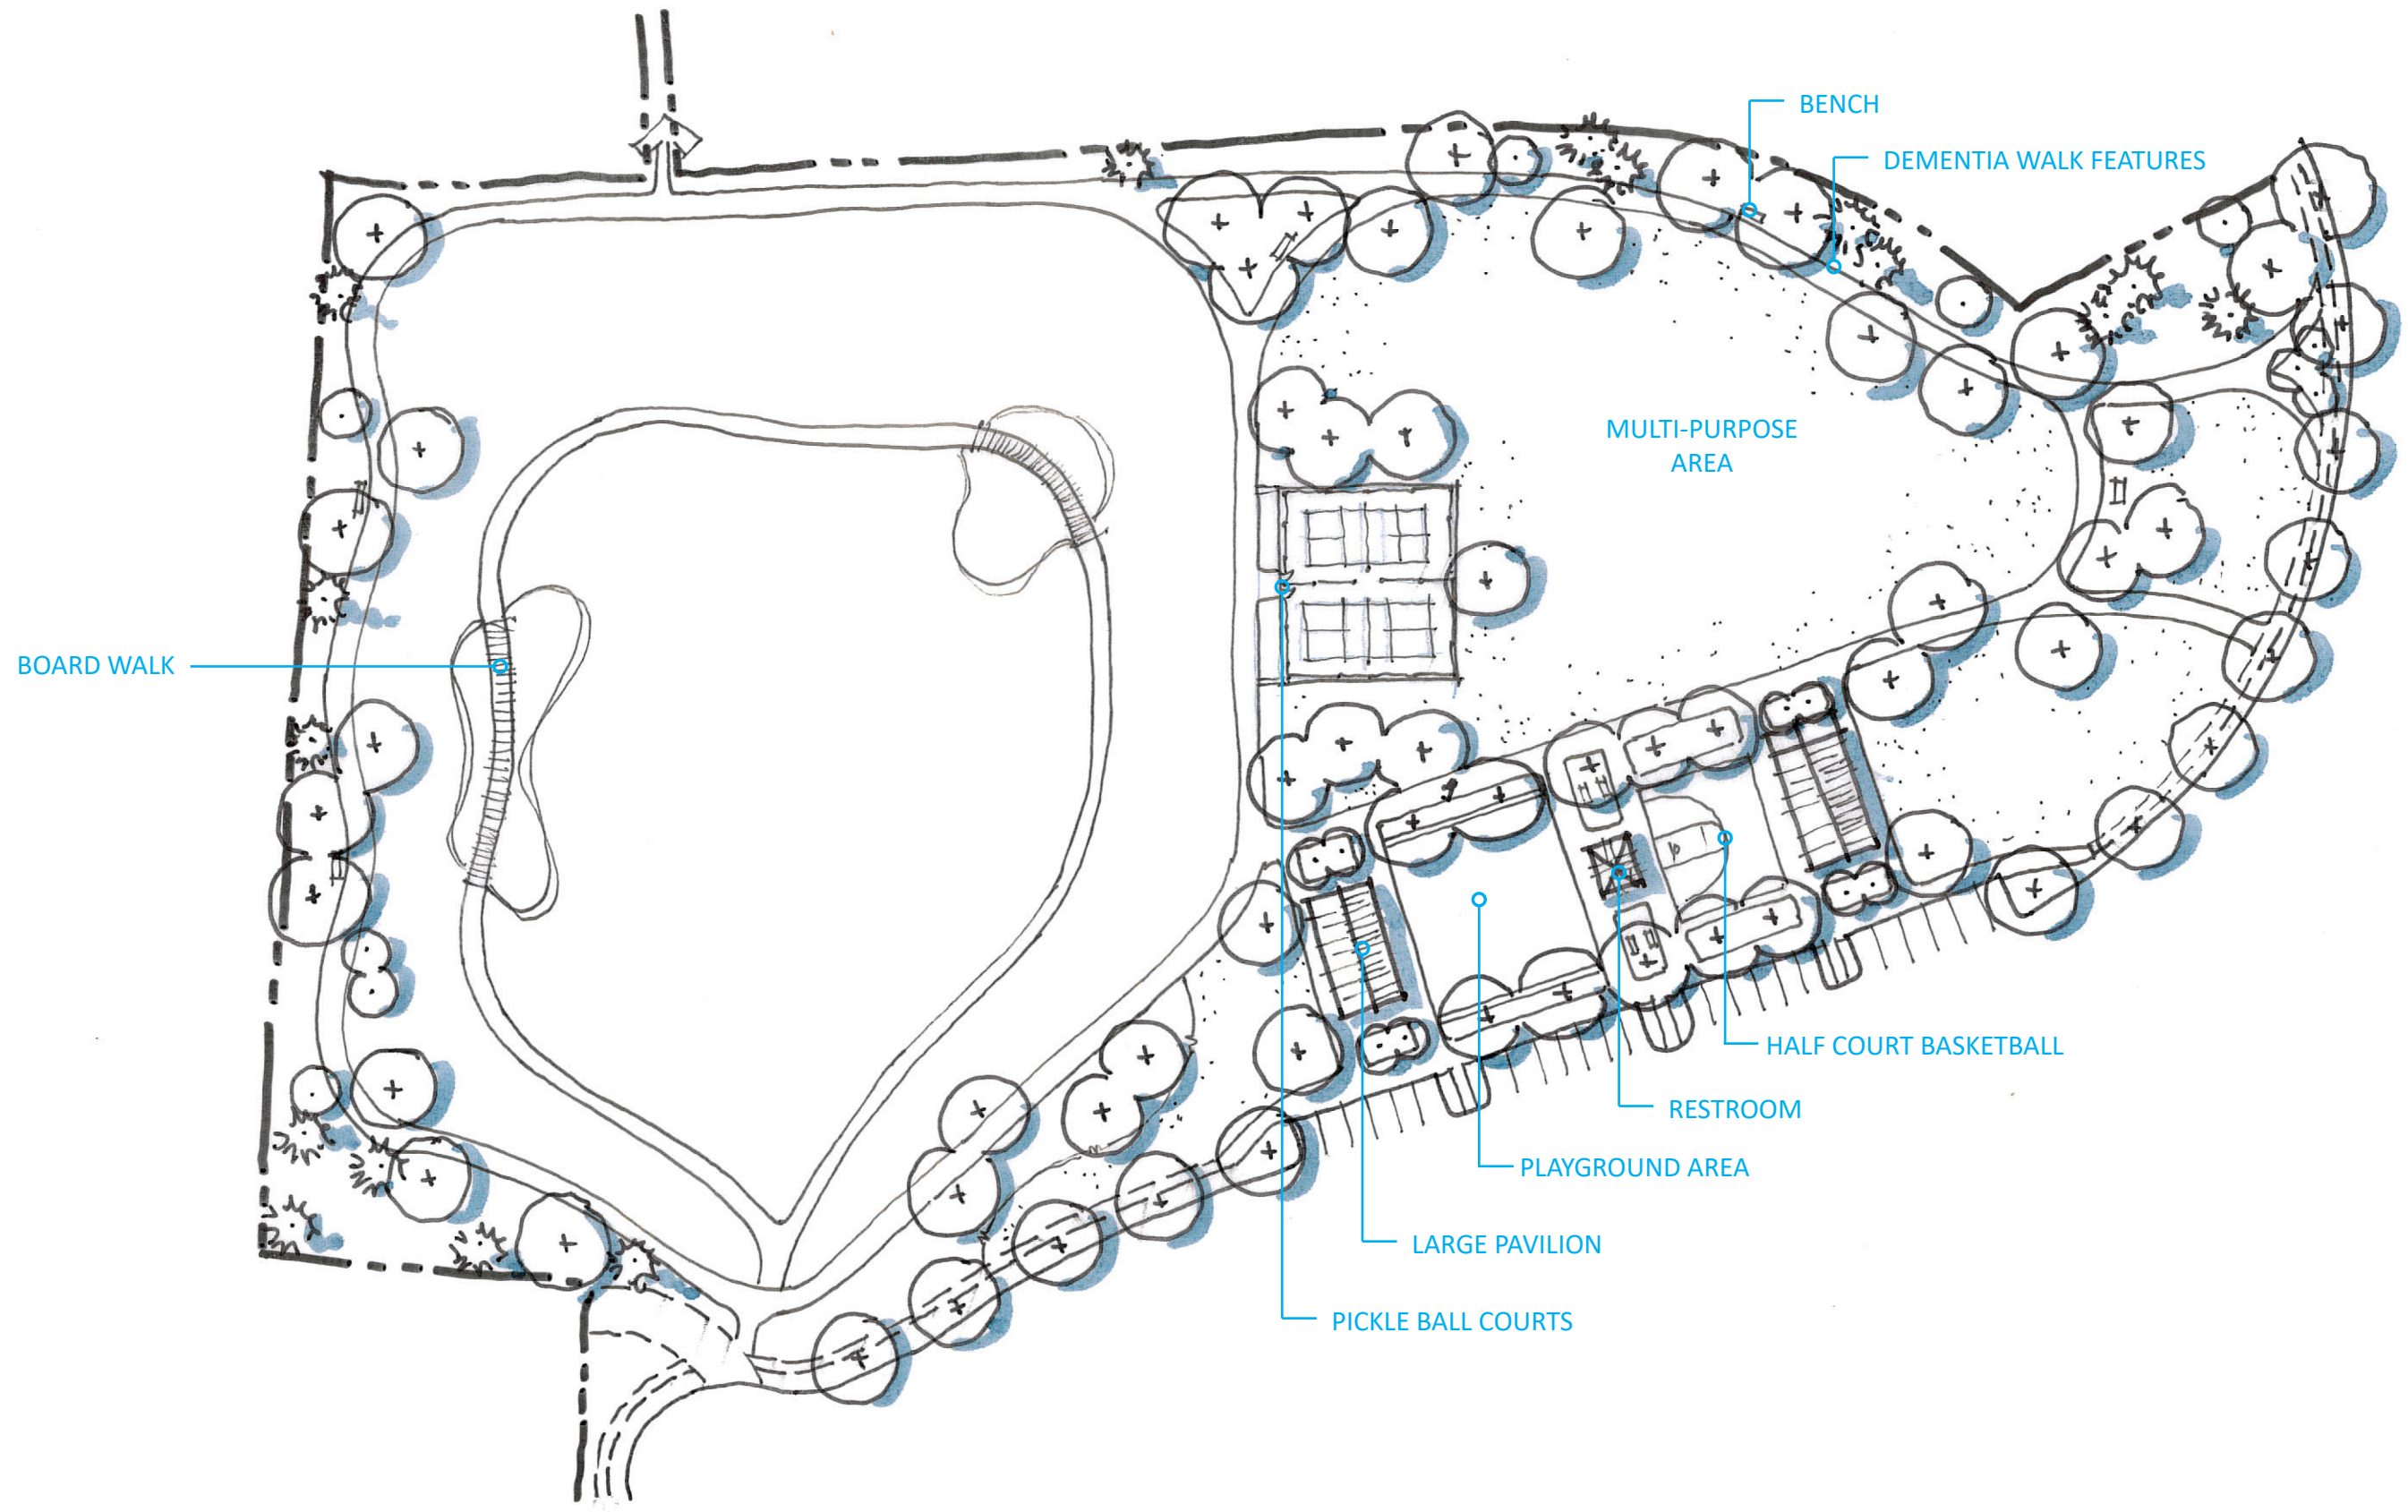 BENCH
DEMENTIA WALK FEATURES
MULTI-PURPOSE
AREA
BOARD WALK
HALF COURT BASKETBALL
RESTROOM
PLAYGROUND AREA
LARGE PAVILION
PICKLE BALL COURTS